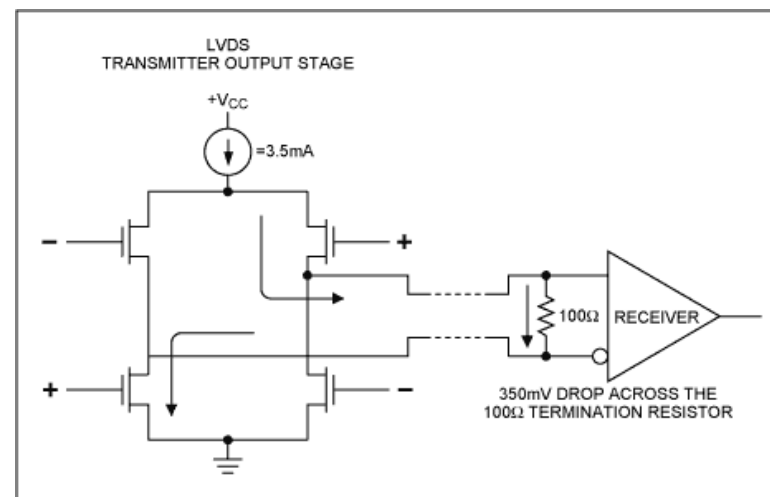 LVDS
TRANSMITTER OUTPUT STAGE
+VCC
=3.5mA
− +
100Ω RECEIVER
+ −
350mV DROP ACROSS THE
100Ω TERMINATION RESISTOR